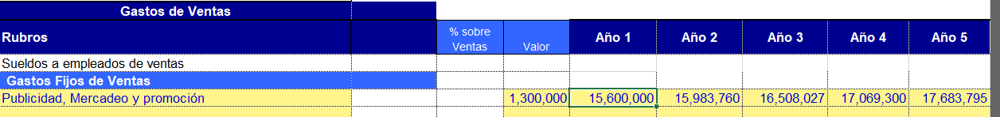 Gastos de Ventas
Rubros % sobre Ventas Valor Año 1 Año 2 Año 3 Año 4 Año 5
Sueldos a empleados de ventas
Gastos Fijos de Ventas
Publicidad, Mercadeo y promoción 1,300,000 15,600,000 15,983,760 16,508,027 17,069,300 17,683,795